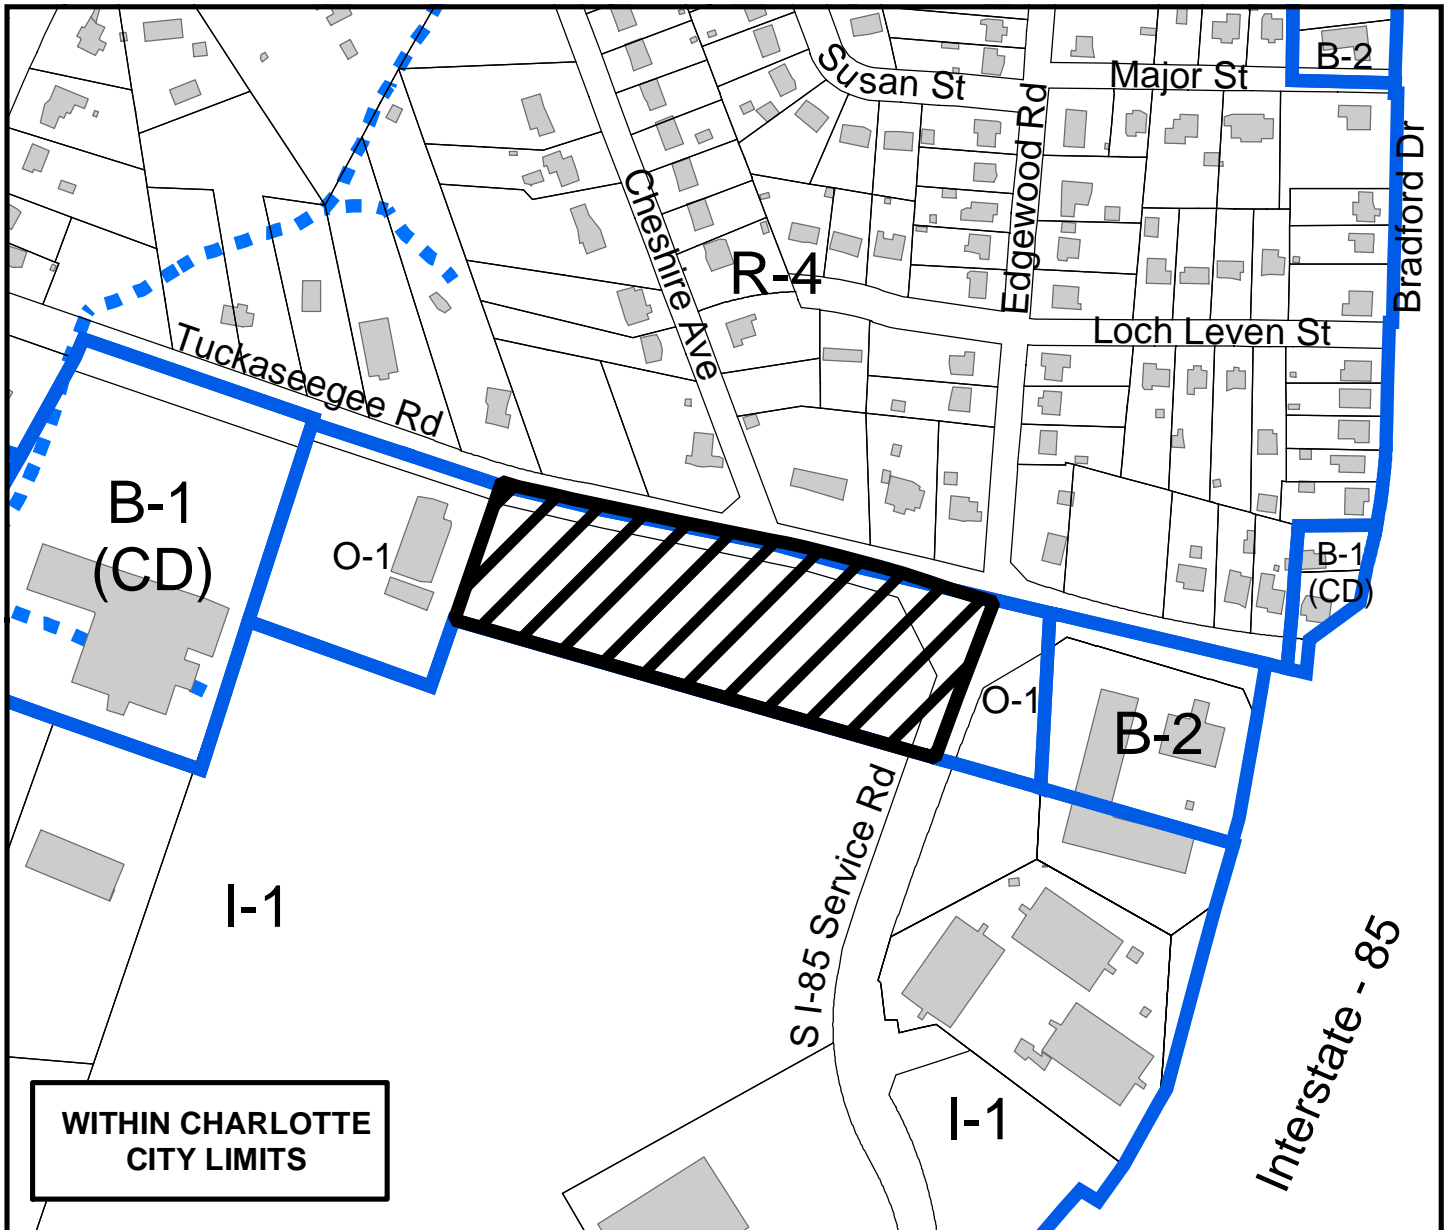 B-2
Susan St
Major St
Edgewood Rd
Bradford Dr
Cheshire Ave
R-4
Loch Leven St
Tuckaseegee Rd
B-1
(CD)
O-1
B-1
(CD)
O-1
B-2
S I-85 Service Rd
I-1
Interstate - 85
I-1
WITHIN CHARLOTTE
CITY LIMITS